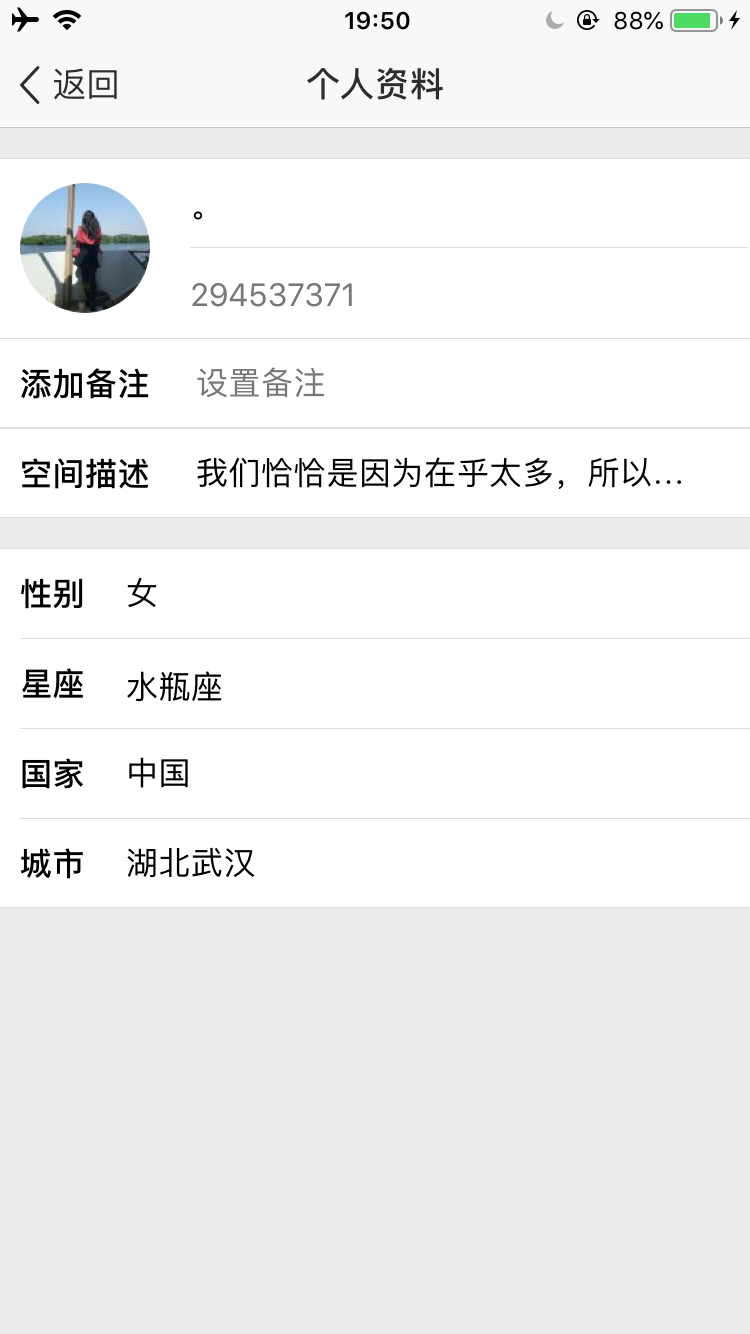 19:50
88%
返回
个人资料
。
294537371
添加备注 设置备注
空间描述 我们恰恰是因为在乎太多，所以...
性别 女
星座 水瓶座
国家 中国
城市 湖北武汉